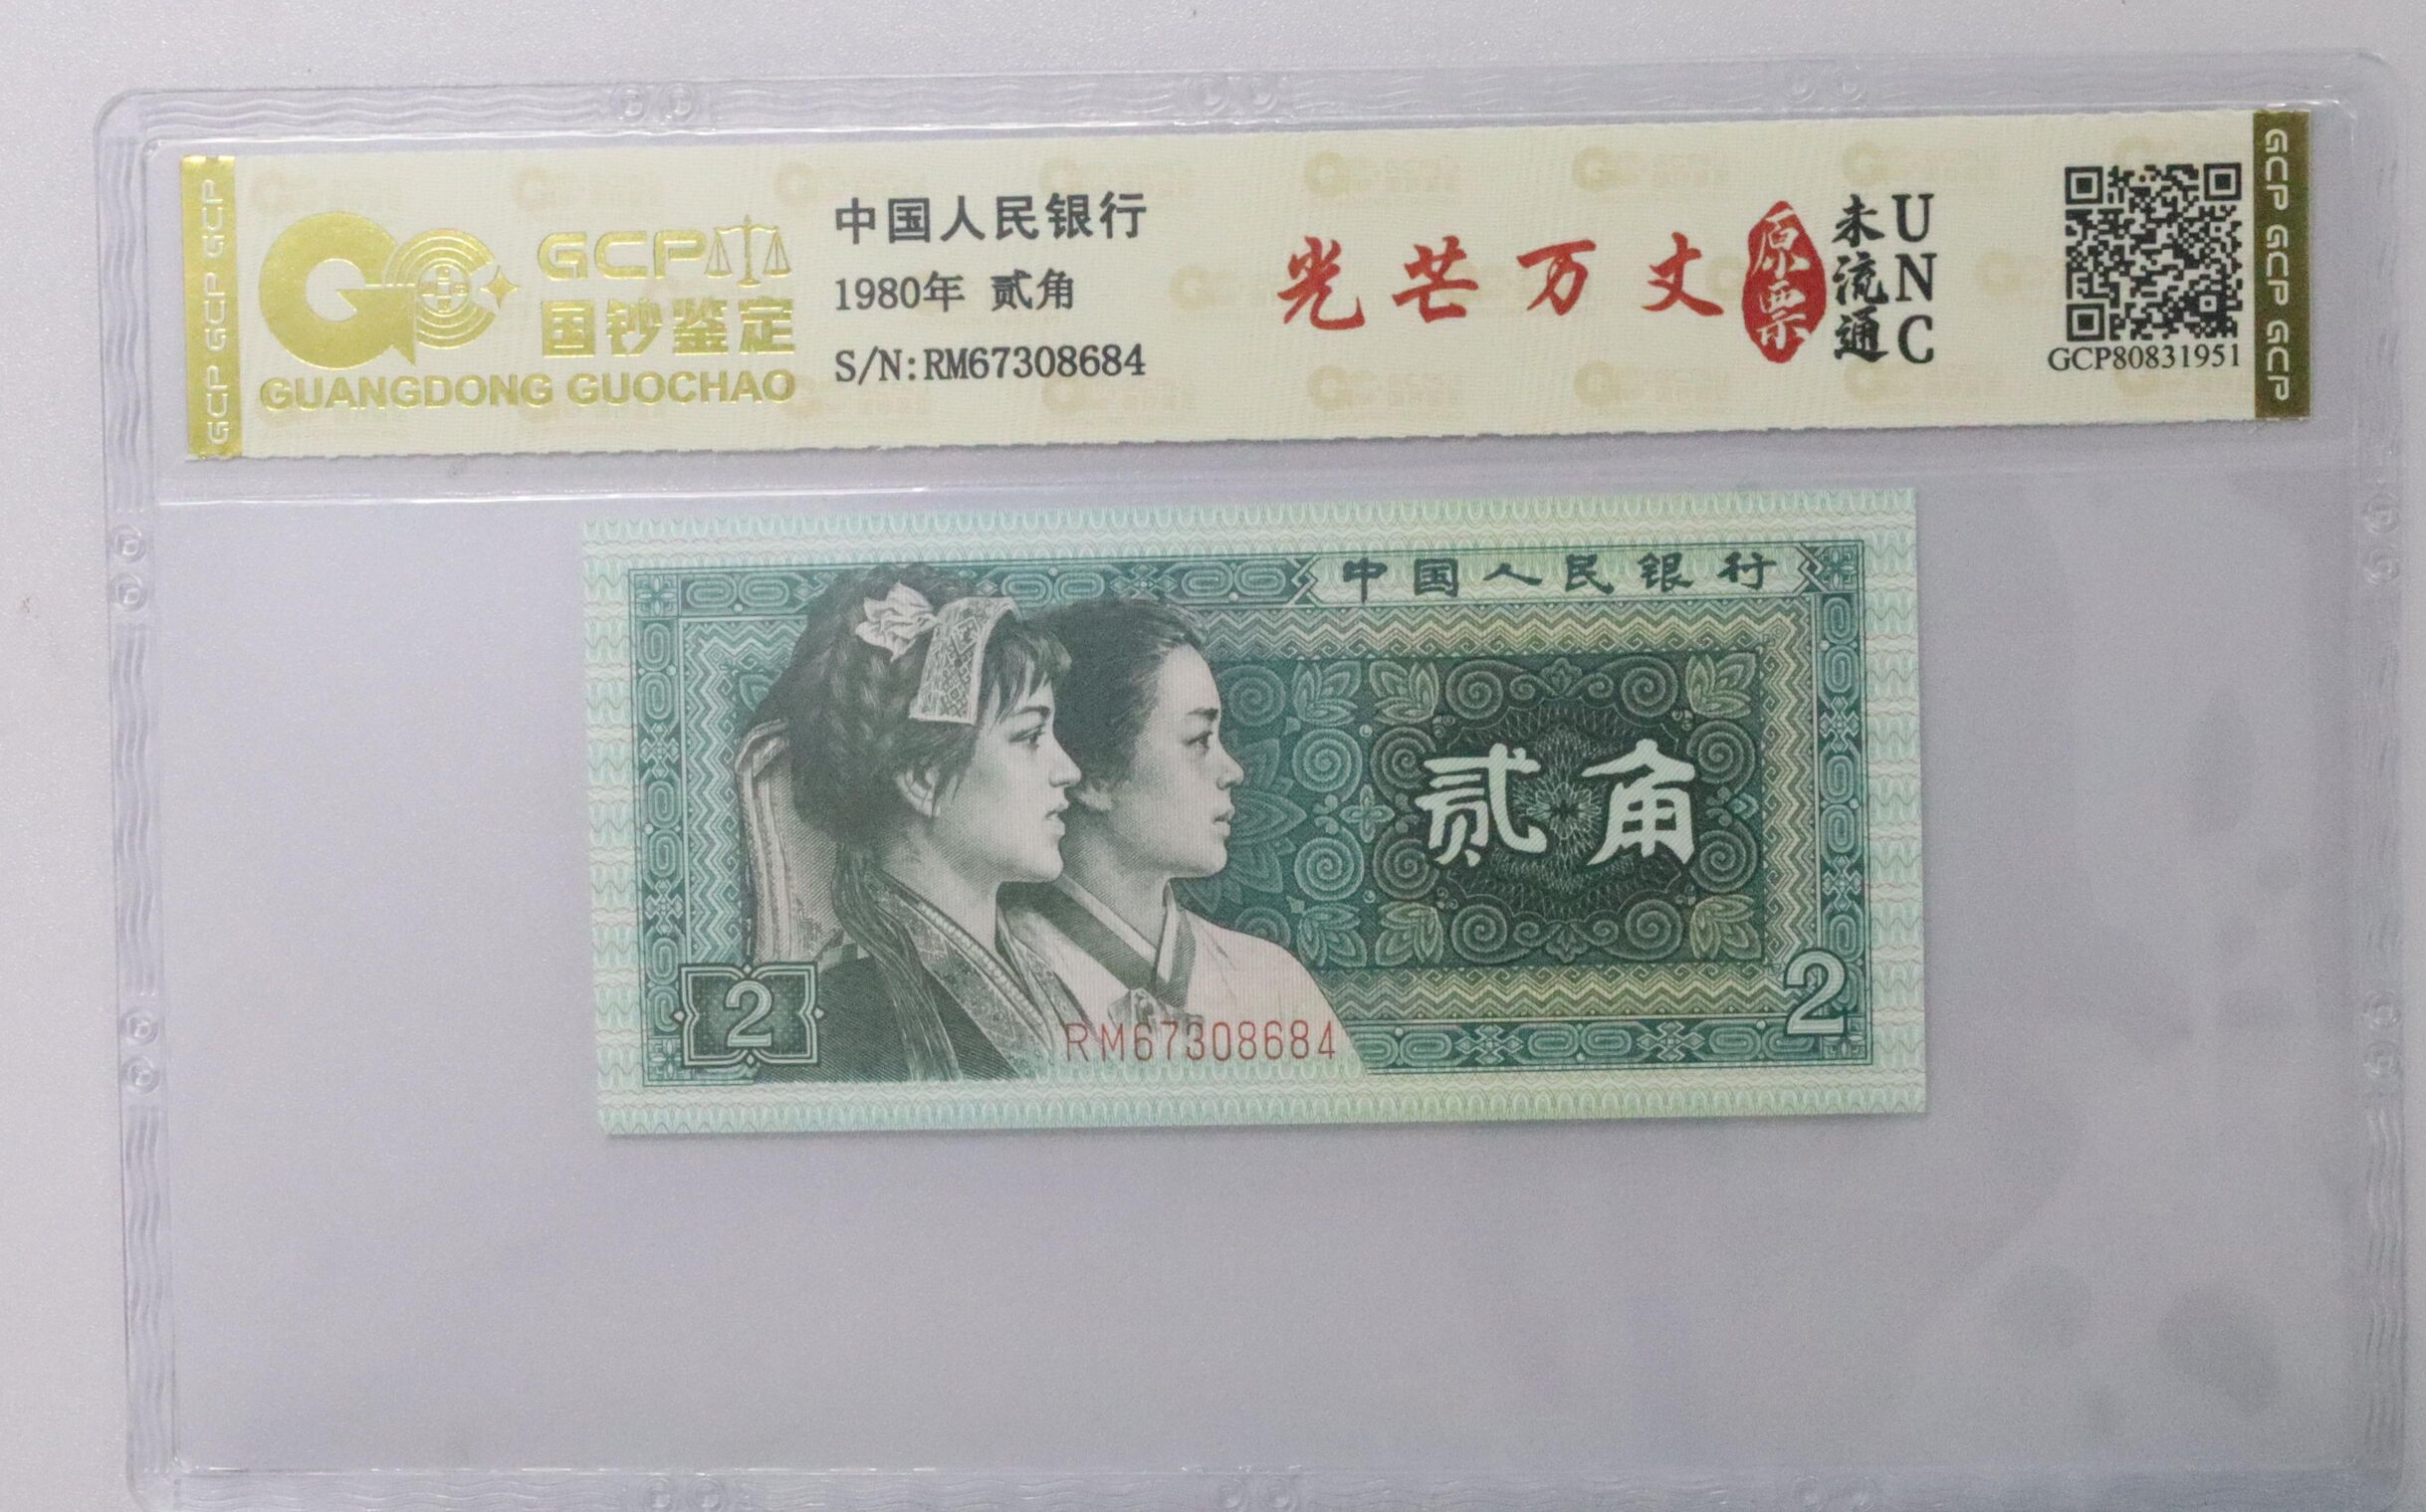 GCP GCP GCP
GCP
国钞鉴定
GUANGDONG GUOCHAO
中国人民银行
1980年 贰角
S/N:RM67308684
光芒万丈
原票
未流通
UNC
GCP80831951
GCP GCP GCP
中国人民银行
贰角
2
2
RM67308684